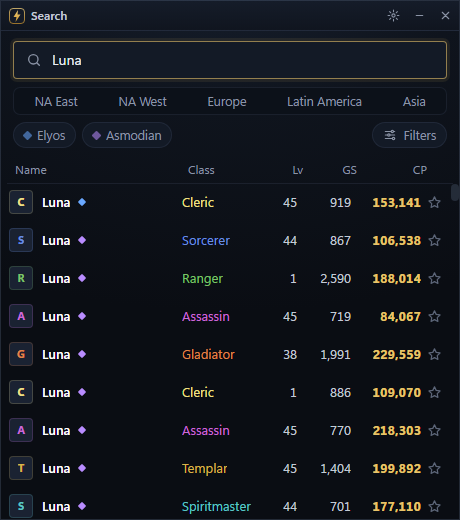 Search
Luna
NA East NA West Europe Latin America Asia
Elyos Asmodian Filters
Name Class Lv GS CP
C Luna Cleric 45 919 153,141
S Luna Sorcerer 44 867 106,538
R Luna Ranger 1 2,590 188,014
A Luna Assassin 45 719 84,067
G Luna Gladiator 38 1,991 229,559
C Luna Cleric 1 886 109,070
A Luna Assassin 45 770 218,303
T Luna Templar 45 1,404 199,892
S Luna Spiritmaster 44 701 177,110